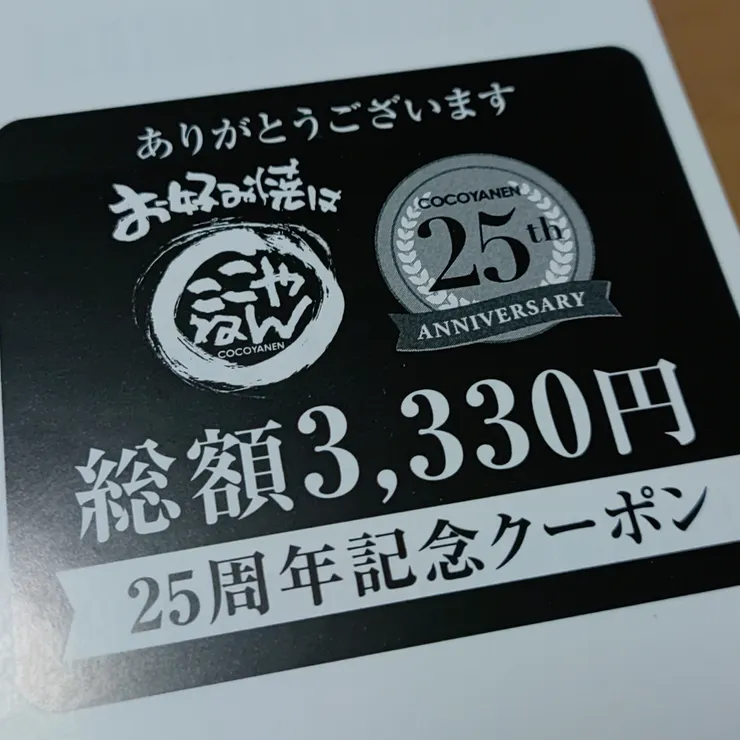 ありがとうございます
お好み焼は
ここや
ねん
COCOYANEN
COCOYANEN
25th
ANNIVERSARY
総額3,330円
25周年記念クーポン